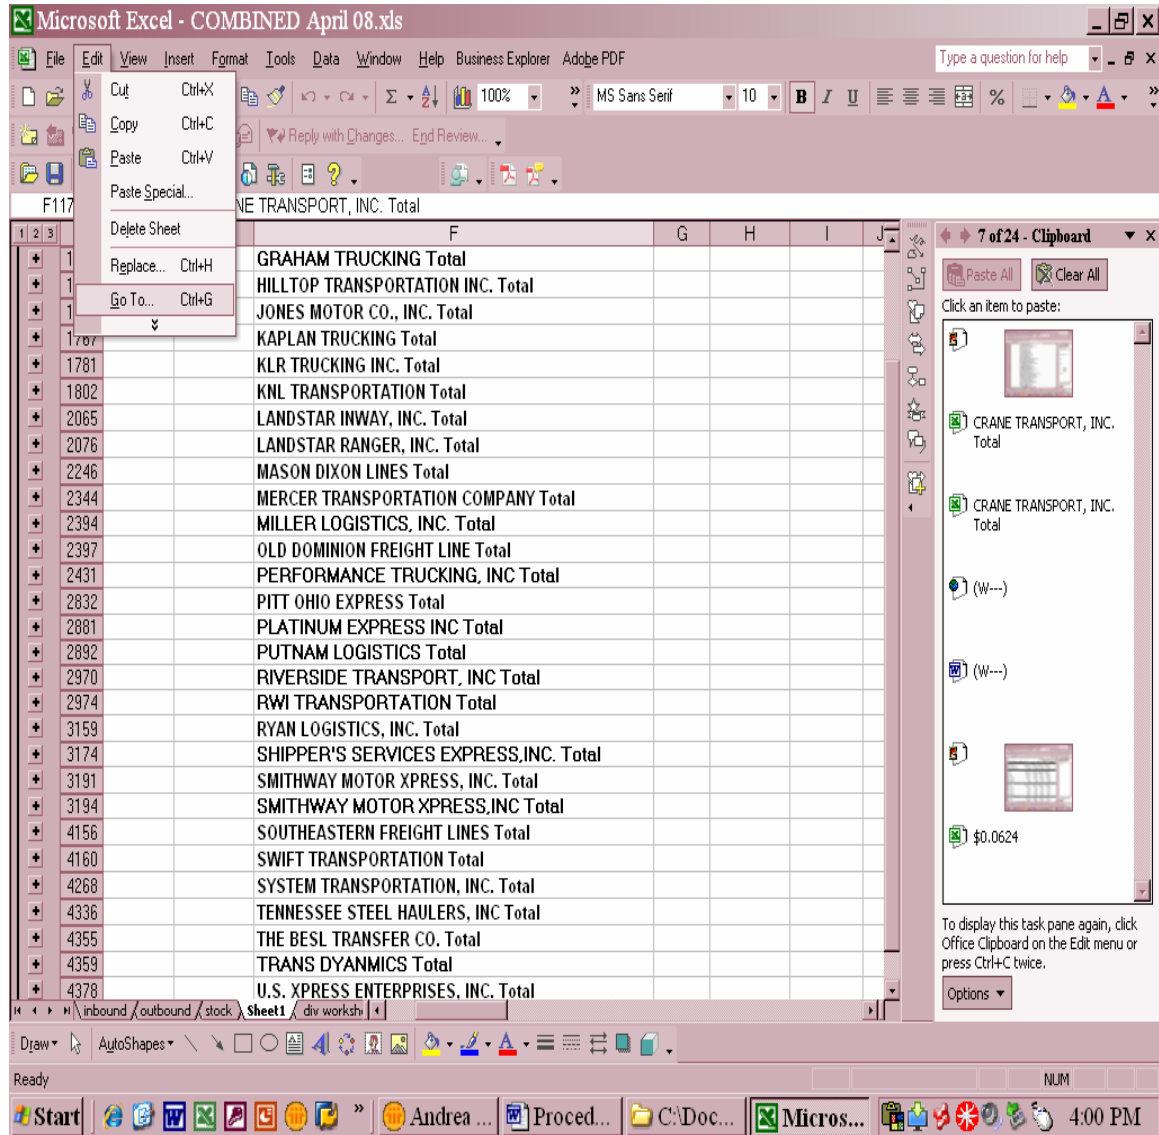 Microsoft Excel - COMBINED April 08.xls
File Edit View Insert Format Tools Data Window Help Business Explorer Adobe PDF
Type a question for help
Cut Ctrl+X
Copy Ctrl+C
Paste Ctrl+V
Paste Special...
Delete Sheet
Replace... Ctrl+H
Go To... Ctrl+G
Σ 100% » MS Sans Serif 10 B I U % A »
Reply with Changes... End Review...
F117 NE TRANSPORT, INC. Total
1 2 3 F G H I J
1 GRAHAM TRUCKING Total
1 HILLTOP TRANSPORTATION INC. Total
1 JONES MOTOR CO., INC. Total
1767 KAPLAN TRUCKING Total
1781 KLR TRUCKING INC. Total
1802 KNL TRANSPORTATION Total
2065 LANDSTAR INWAY, INC. Total
2076 LANDSTAR RANGER, INC. Total
2246 MASON DIXON LINES Total
2344 MERCER TRANSPORTATION COMPANY Total
2394 MILLER LOGISTICS, INC. Total
2397 OLD DOMINION FREIGHT LINE Total
2431 PERFORMANCE TRUCKING, INC Total
2832 PITT OHIO EXPRESS Total
2881 PLATINUM EXPRESS INC Total
2892 PUTNAM LOGISTICS Total
2970 RIVERSIDE TRANSPORT, INC Total
2974 RWI TRANSPORTATION Total
3159 RYAN LOGISTICS, INC. Total
3174 SHIPPER'S SERVICES EXPRESS,INC. Total
3191 SMITHWAY MOTOR XPRESS, INC. Total
3194 SMITHWAY MOTOR XPRESS,INC Total
4156 SOUTHEASTERN FREIGHT LINES Total
4160 SWIFT TRANSPORTATION Total
4268 SYSTEM TRANSPORTATION, INC. Total
4336 TENNESSEE STEEL HAULERS, INC Total
4355 THE BESL TRANSFER CO. Total
4359 TRANS DYANMICS Total
4378 U.S. XPRESS ENTERPRISES, INC. Total
7 of 24 - Clipboard
Paste All Clear All
Click an item to paste:
CRANE TRANSPORT, INC.
Total
CRANE TRANSPORT, INC.
Total
(W---)
(W---)
$0.0624
To display this task pane again, click
Office Clipboard on the Edit menu or
press Ctrl+C twice.
Options
inbound outbound stock Sheet1 div workshe
Draw AutoShapes A
Ready NUM
Start » Andrea ... Proced... C:\Doc... Micros... 4:00 PM